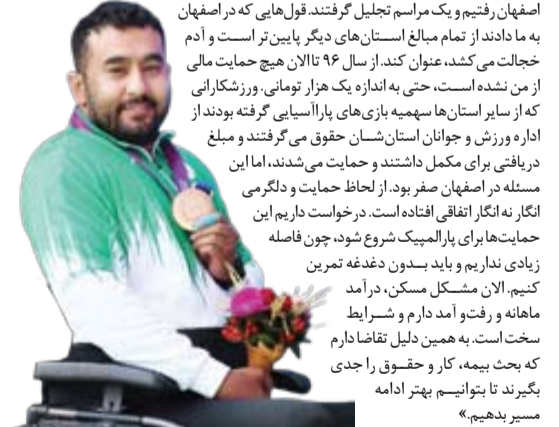 اصفهان رفتیم و یک مراسم تجلیل گرفتند. قول‌هایی که در اصفهان
به ما دادند از تمام مبالغ استان‌های دیگر پایین‌تر است و آدم
خجالت می‌کشد، عنوان کند. از سال ۹۶ تا الان هیچ حمایت مالی
از من نشده است، حتی به اندازه یک هزار تومانی. ورزشکارانی
که از سایر استان‌ها سهمیه بازی‌های پاراآسیایی گرفته بودند از
اداره ورزش و جوانان استان‌شان حقوق می‌گرفتند و مبلغ
دریافتی برای مکمل داشتند و حمایت می‌شدند، اما این
مسئله در اصفهان صفر بود. از لحاظ حمایت و دلگرمی
انگار نه انگار اتفاقی افتاده است. درخواست داریم این
حمایت‌ها برای پارالمپیک شروع شود، چون فاصله
زیادی نداریم و باید بدون دغدغه تمرین
کنیم. الان مشکل مسکن، درآمد
ماهانه و رفت‌و آمد دارم و شرایط
سخت است. به همین دلیل تقاضا دارم
که بحث بیمه، کار و حقوق را جدی
بگیرند تا بتوانیم بهتر ادامه
مسیر بدهیم.»